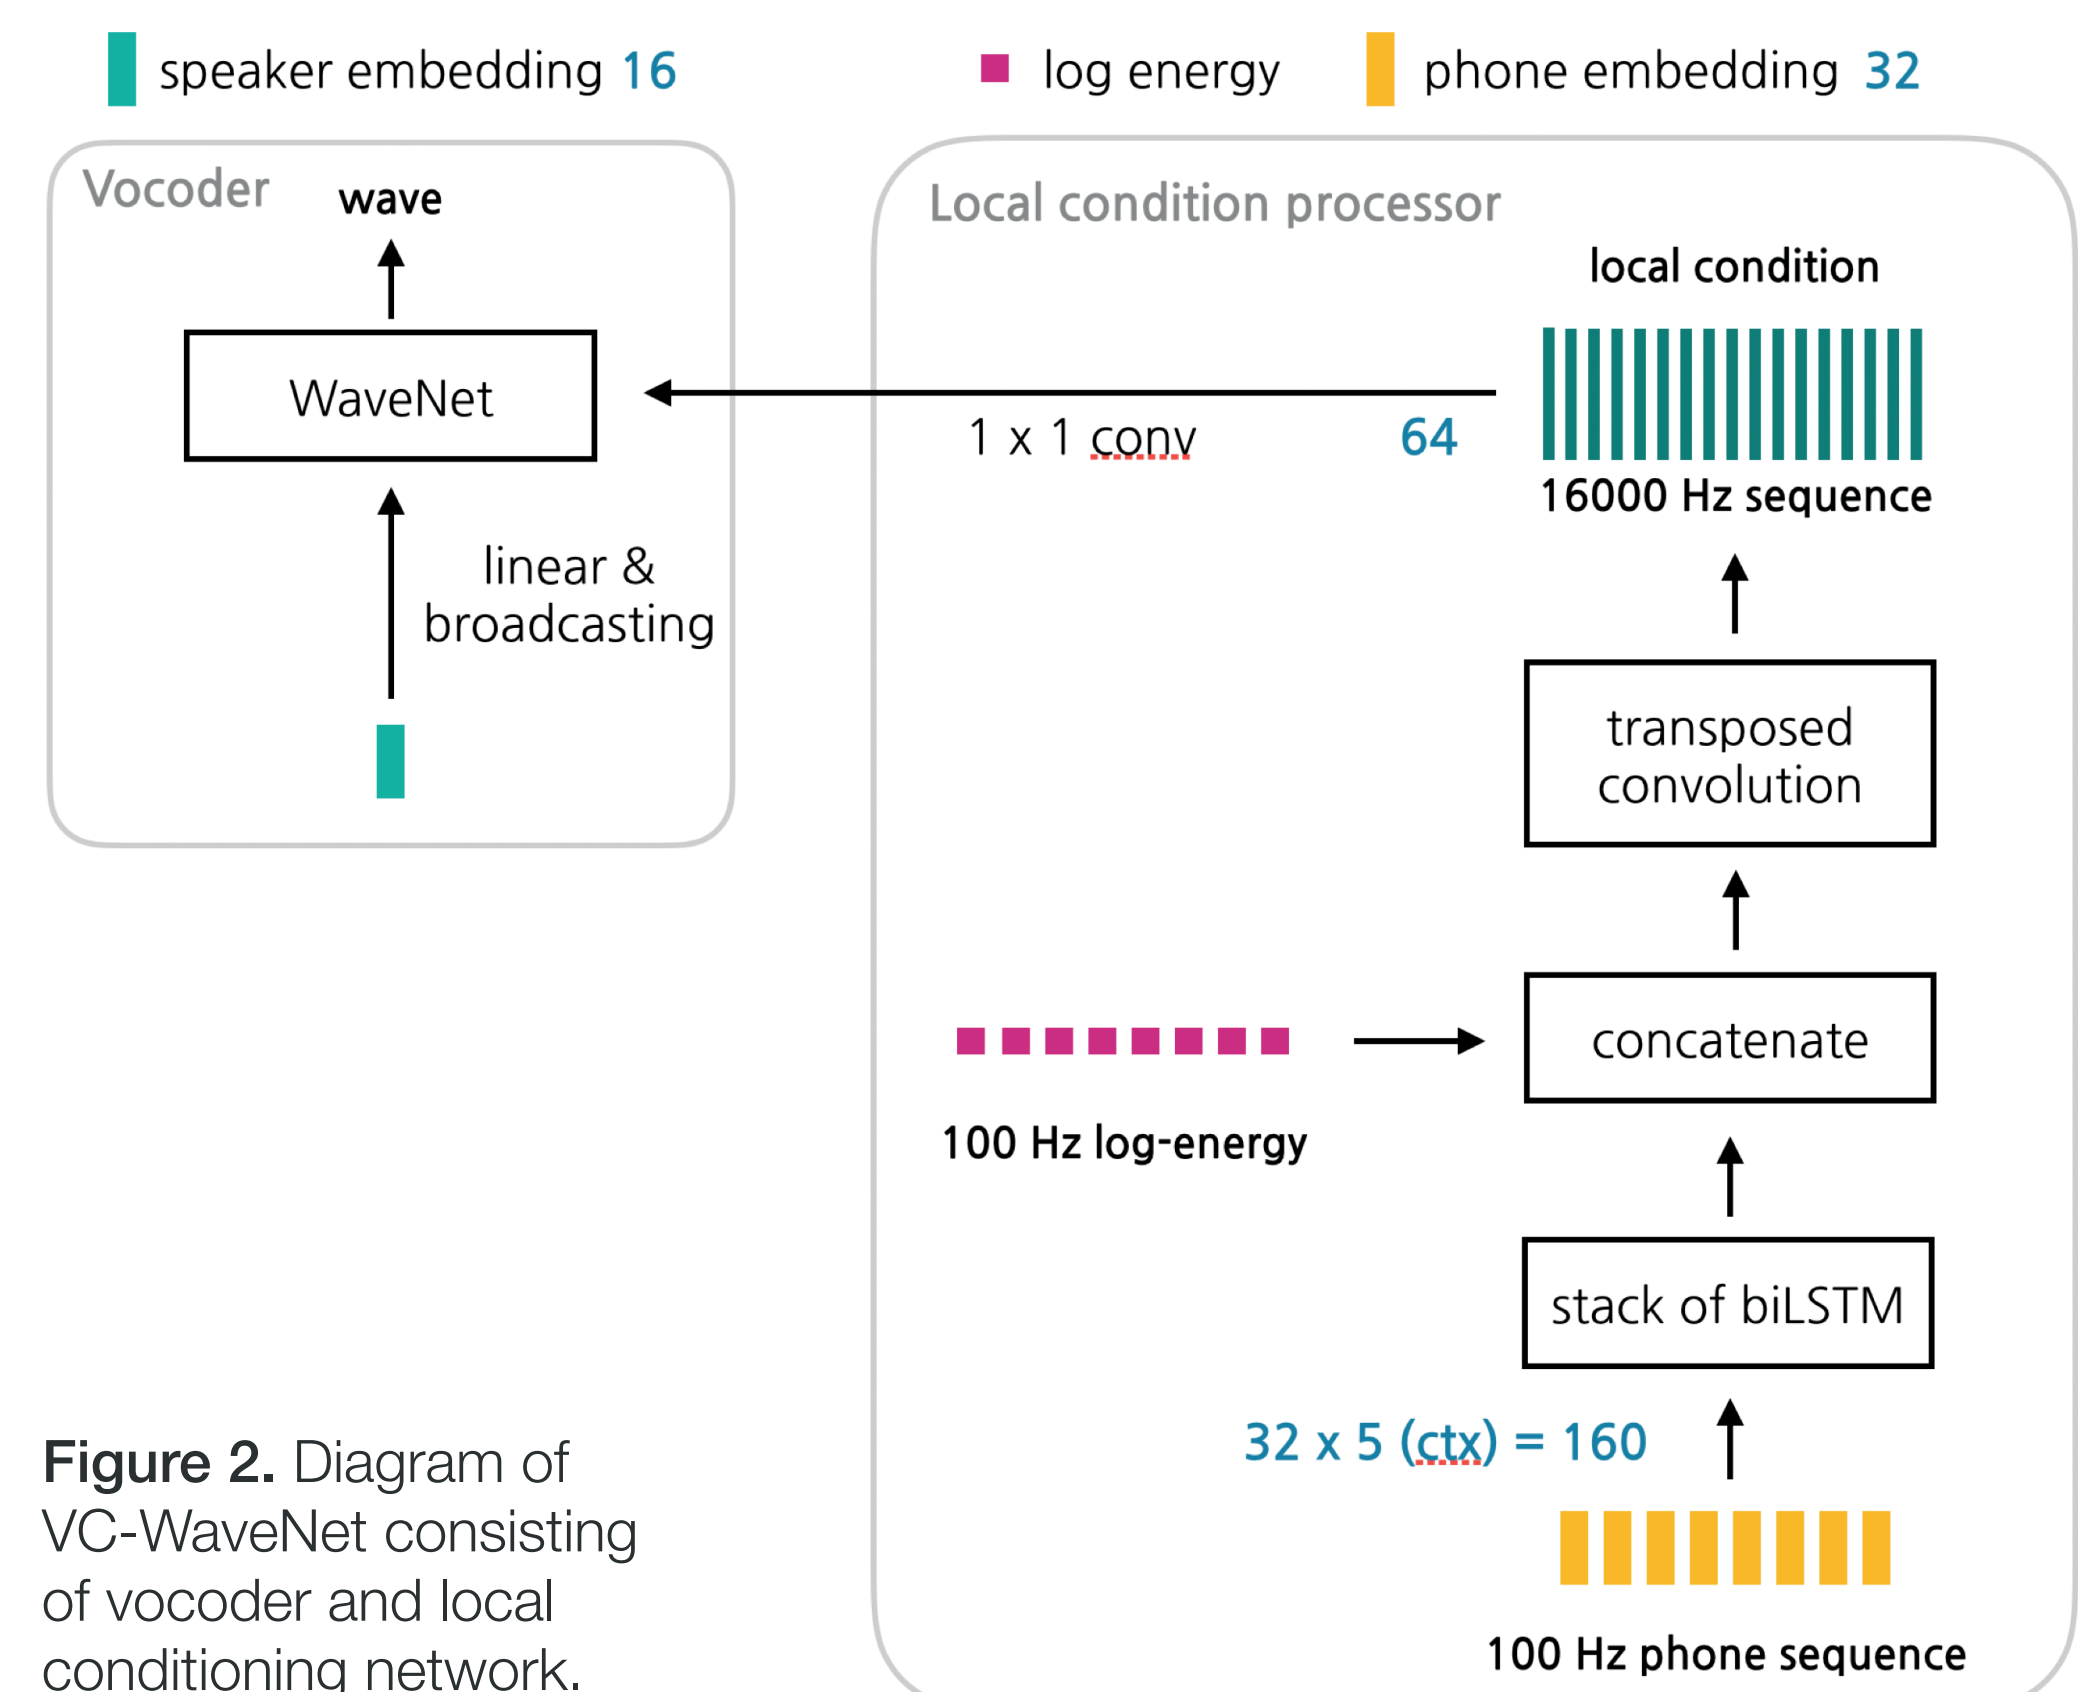 speaker embedding 16
log energy
phone embedding 32
Vocoder
wave
WaveNet
linear &
broadcasting
Local condition processor
local condition
1 x 1 conv
64
16000 Hz sequence
transposed
convolution
concatenate
100 Hz log-energy
stack of biLSTM
32 x 5 (ctx) = 160
100 Hz phone sequence
Figure 2. Diagram of
VC-WaveNet consisting
of vocoder and local
conditioning network.